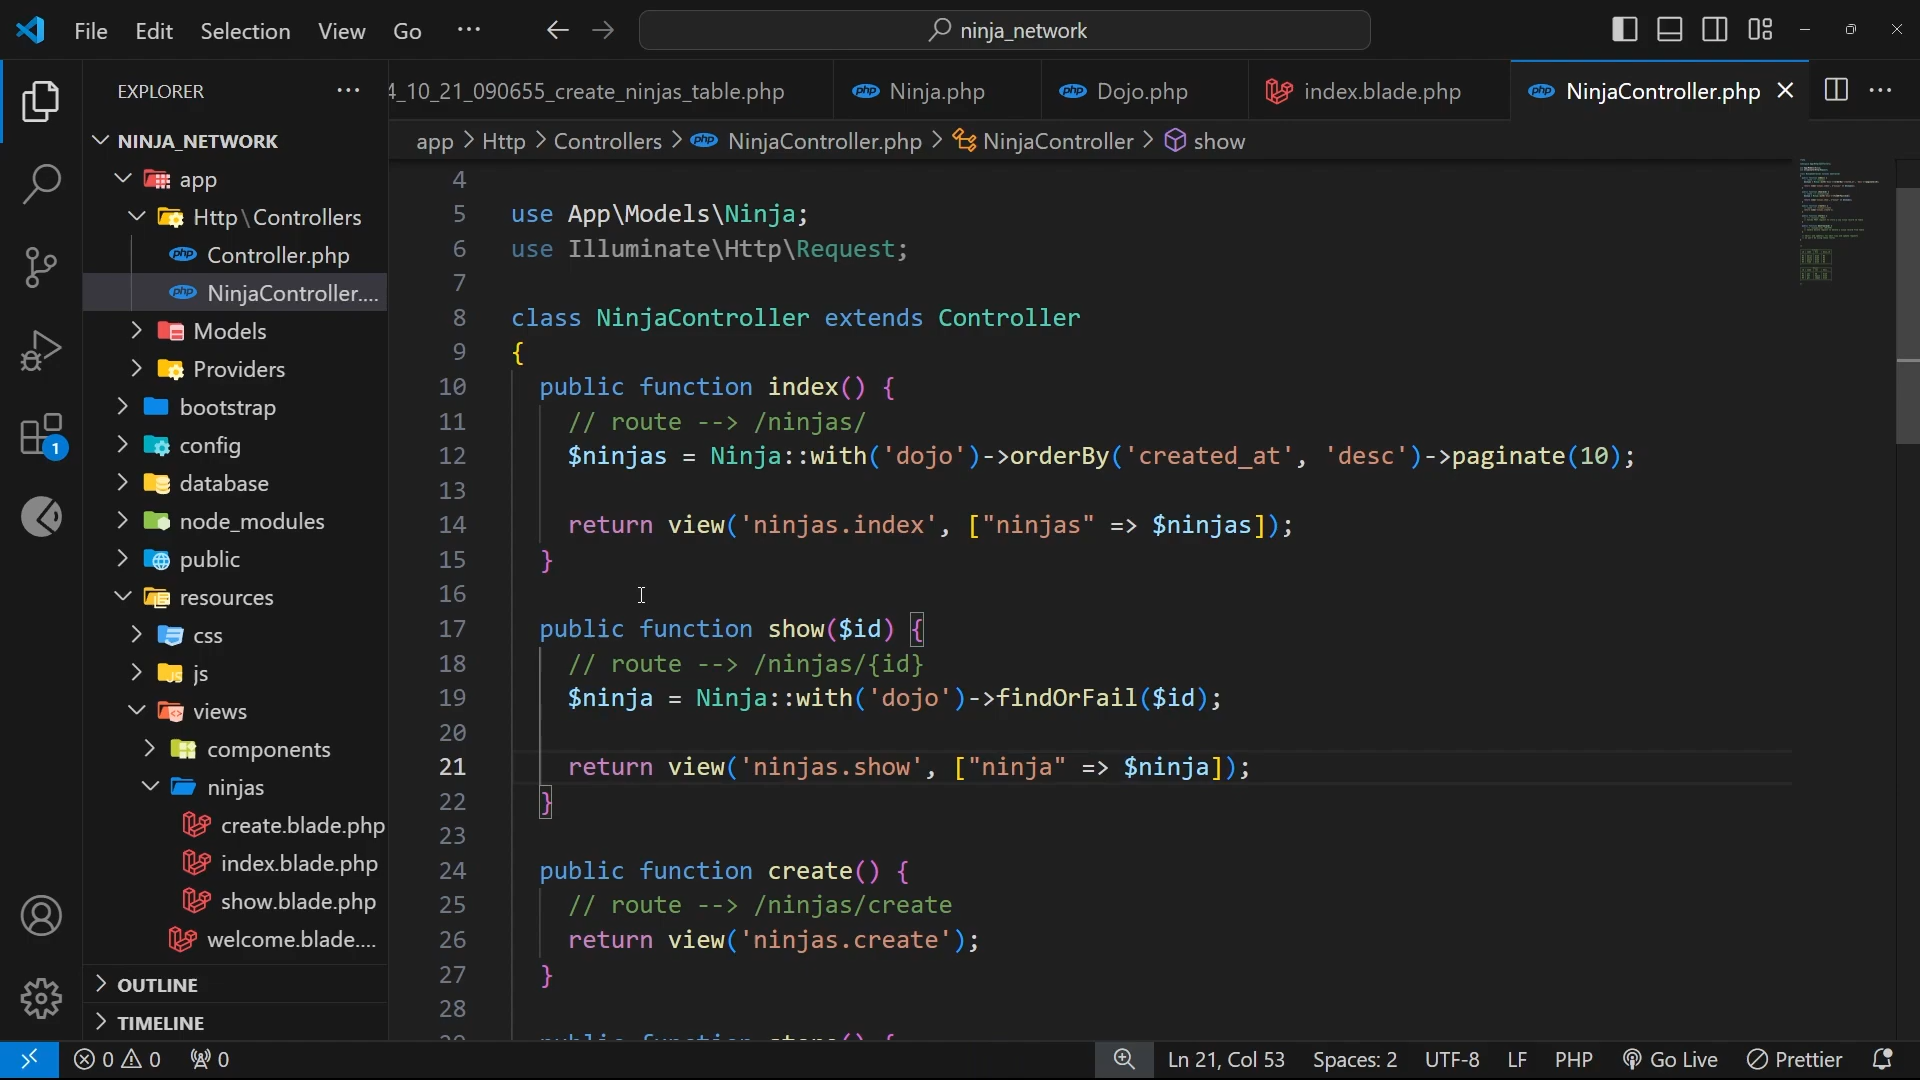 File Edit Selection View Go ninja_network
EXPLORER
4_10_21_090655_create_ninjas_table.php Ninja.php Dojo.php index.blade.php NinjaController.php
app > Http > Controllers > NinjaController.php > NinjaController > show
NINJA_NETWORK
app
Http\Controllers
Controller.php
NinjaController....
Models
Providers
bootstrap
config
database
node_modules
public
resources
css
js
views
components
ninjas
create.blade.php
index.blade.php
show.blade.php
welcome.blade....
OUTLINE
TIMELINE
4
5 use App\Models\Ninja;
6 use Illuminate\Http\Request;
7
8 class NinjaController extends Controller
9 {
10 public function index() {
11 // route --> /ninjas/
12 $ninjas = Ninja::with('dojo')->orderBy('created_at', 'desc')->paginate(10);
13
14 return view('ninjas.index', ["ninjas" => $ninjas]);
15 }
16
17 public function show($id) {
18 // route --> /ninjas/{id}
19 $ninja = Ninja::with('dojo')->findOrFail($id);
20
21 return view('ninjas.show', ["ninja" => $ninja]);
22 }
23
24 public function create() {
25 // route --> /ninjas/create
26 return view('ninjas.create');
27 }
28
1
0 0 0 Ln 21, Col 53 Spaces: 2 UTF-8 LF PHP Go Live Prettier